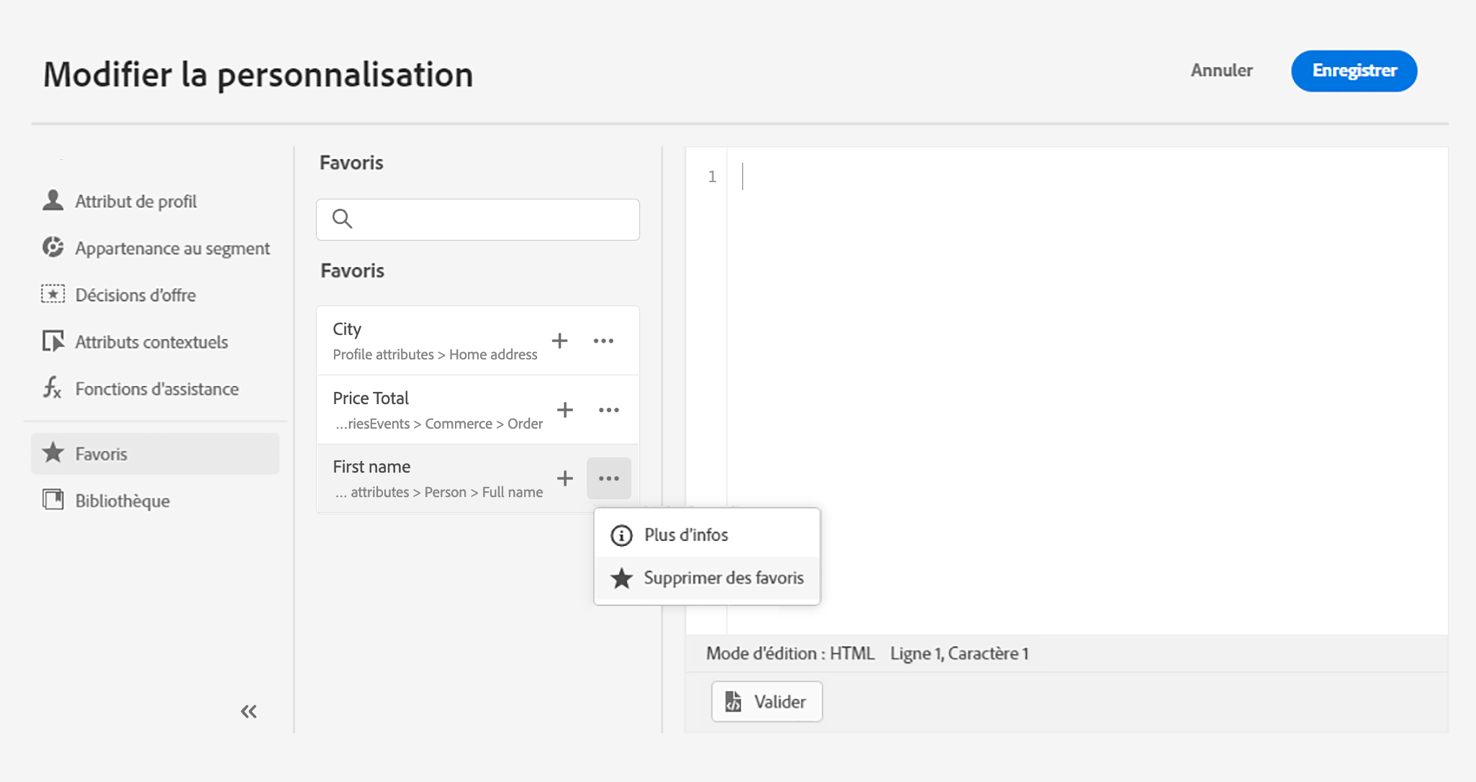 Modifier la personnalisation
Annuler
Enregistrer
Attribut de profil
Appartenance au segment
Décisions d'offre
Attributs contextuels
Fonctions d'assistance
Favoris
Bibliothèque
Favoris
Favoris
City
Profile attributes > Home address
Price Total
...riesEvents > Commerce > Order
First name
... attributes > Person > Full name
Plus d'infos
Supprimer des favoris
1
Mode d'édition : HTML Ligne 1, Caractère 1
Valider